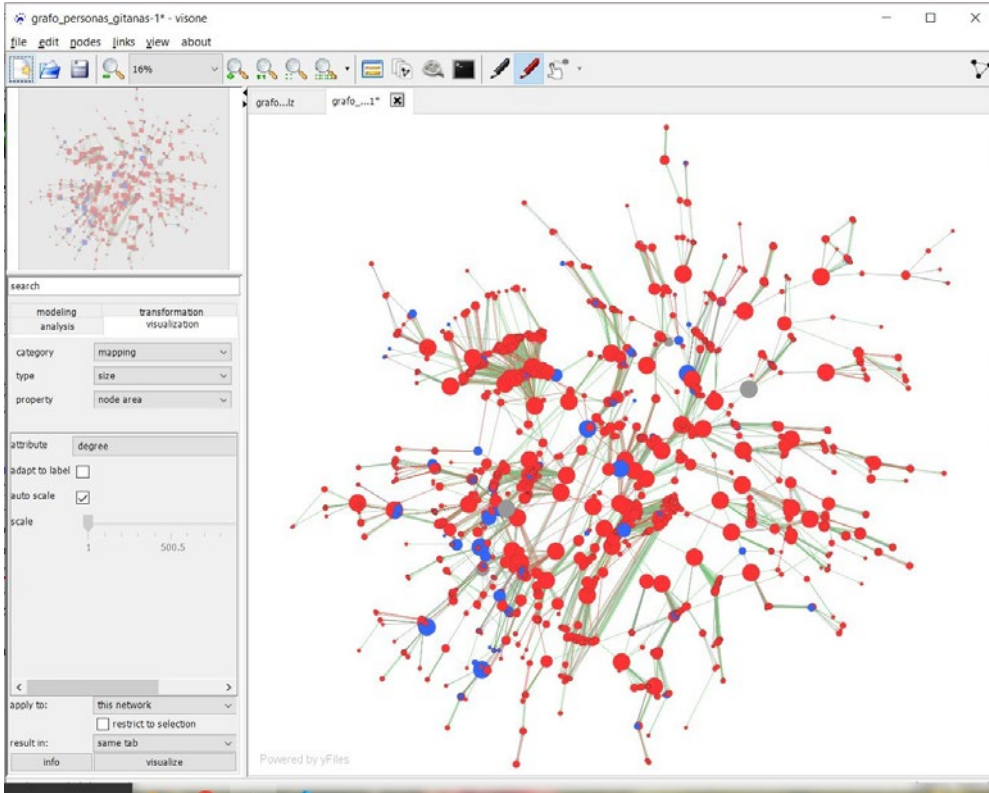 grafo_personas_gitanas-1* - visone
file edit nodes links view about
16%
grafo...lz grafo_...1*
search
modeling transformation
analysis visualization
category mapping
type size
property node area
attribute degree
adapt to label
auto scale
scale
1 500.5
apply to: this network
restrict to selection
result in: same tab
info visualize
Powered by yFiles